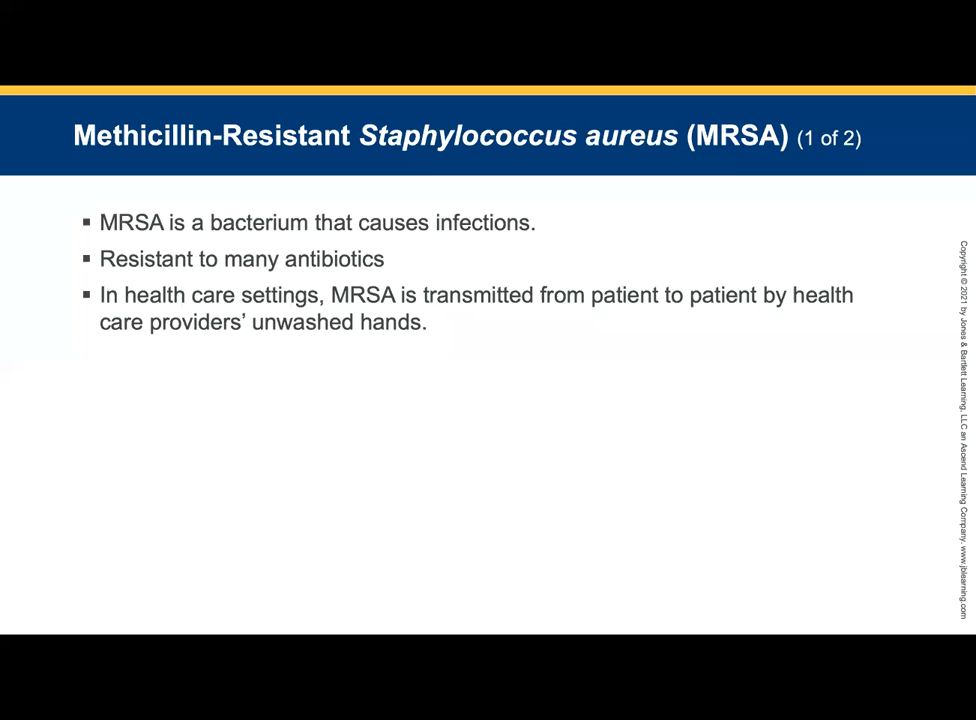 Methicillin-Resistant Staphylococcus aureus (MRSA) (1 of 2)
▪ MRSA is a bacterium that causes infections.
▪ Resistant to many antibiotics
▪ In health care settings, MRSA is transmitted from patient to patient by health
care providers’ unwashed hands.
Copyright © 2021 by Jones & Bartlett Learning, LLC an Ascend Learning Company. www.jblearning.com